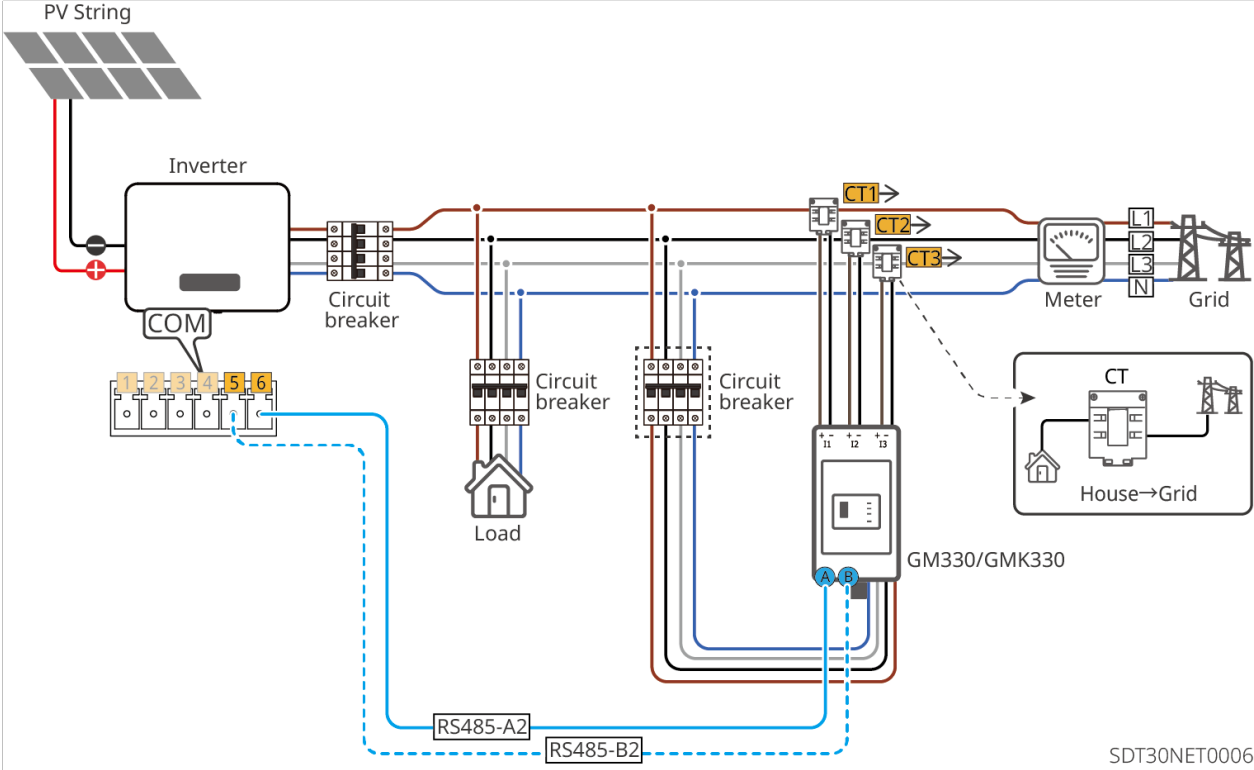 PV String
Inverter
CT1
CT2
CT3
L1
L2
L3
N
Circuit
breaker
Meter
Grid
COM
1 2 3 4 5 6
Circuit
breaker
Circuit
breaker
CT
+ - + - + -
I1 I2 I3
House→Grid
Load
GM330/GMK330
A B
RS485-A2
RS485-B2
SDT30NET0006